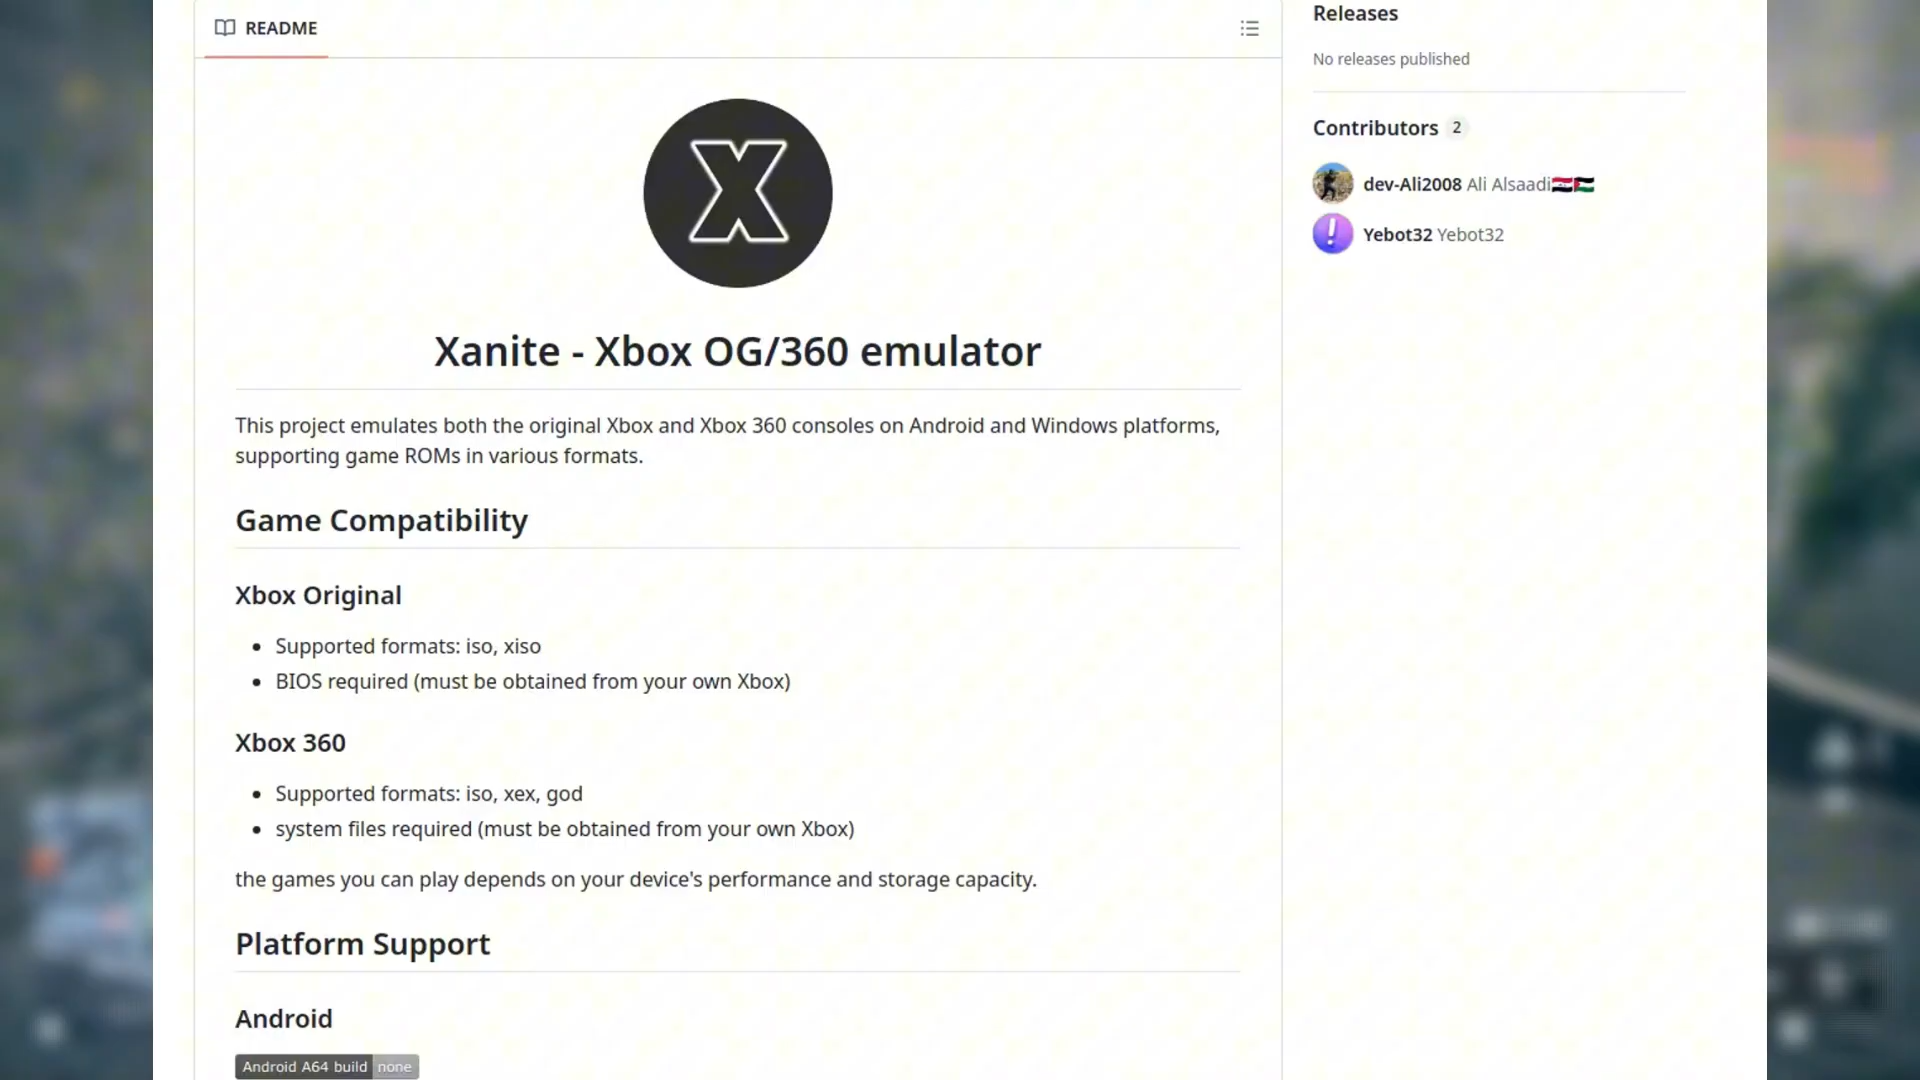 README
X
Xanite - Xbox OG/360 emulator
This project emulates both the original Xbox and Xbox 360 consoles on Android and Windows platforms,
supporting game ROMs in various formats.
Game Compatibility
Xbox Original
Supported formats: iso, xiso
BIOS required (must be obtained from your own Xbox)
Xbox 360
Supported formats: iso, xex, god
system files required (must be obtained from your own Xbox)
the games you can play depends on your device's performance and storage capacity.
Platform Support
Android
Android A64 build none
Releases
No releases published
Contributors 2
dev-Ali2008 Ali Alsaadi
Yebot32 Yebot32